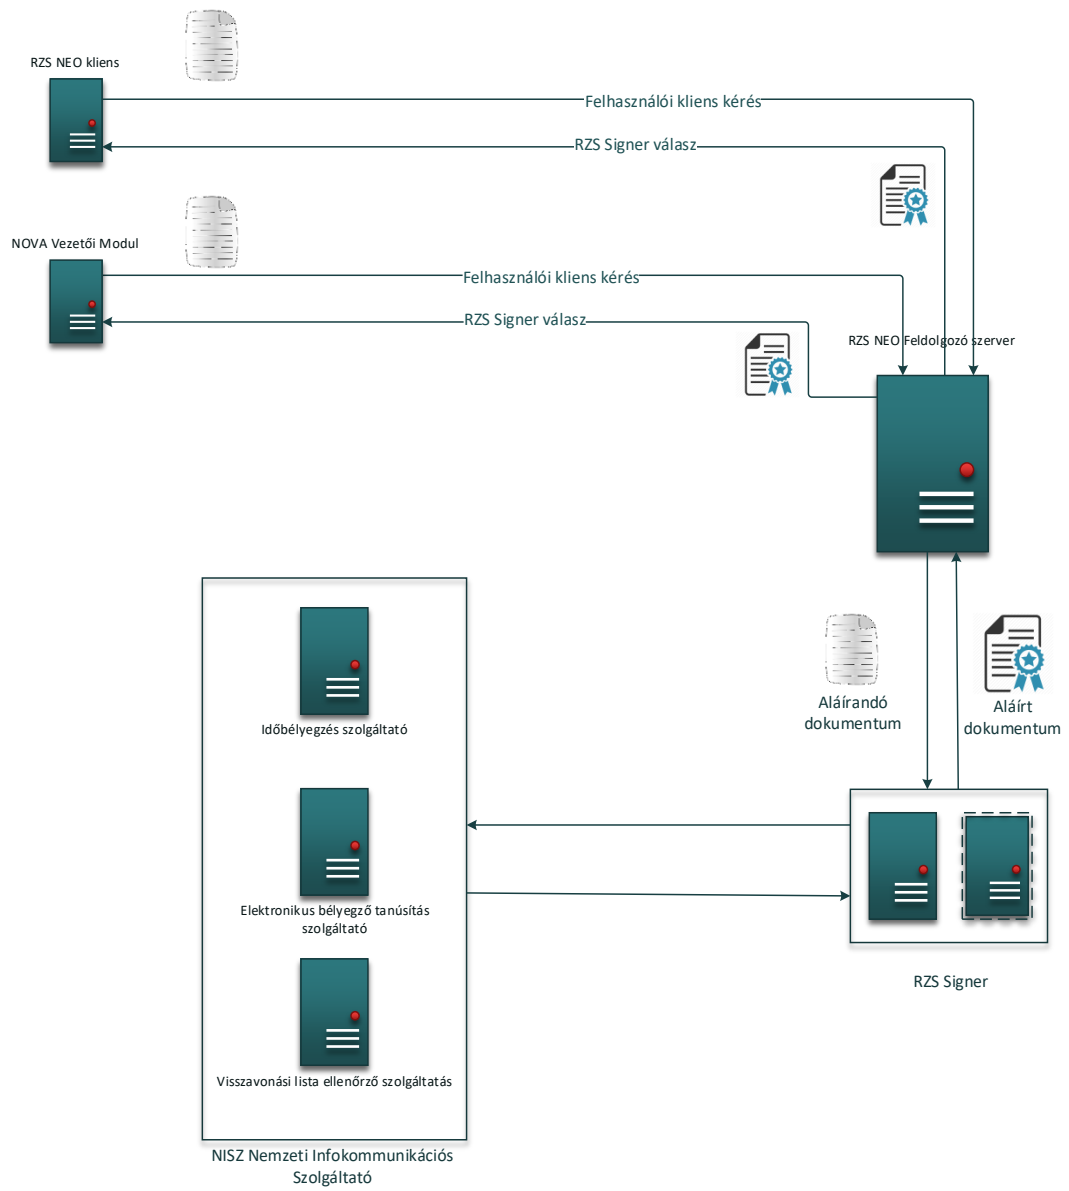 RZS NEO kliens
Felhasználói kliens kérés
RZS Signer válasz
NOVA Vezetői Modul
Felhasználói kliens kérés
RZS Signer válasz
RZS NEO Feldolgozó szerver
Aláírandó
dokumentum
Aláírt
dokumentum
Időbélyegzés szolgáltató
Elektronikus bélyegző tanúsítás
szolgáltató
RZS Signer
Visszavonási lista ellenőrző szolgáltatás
NISZ Nemzeti Infokommunikációs
Szolgáltató